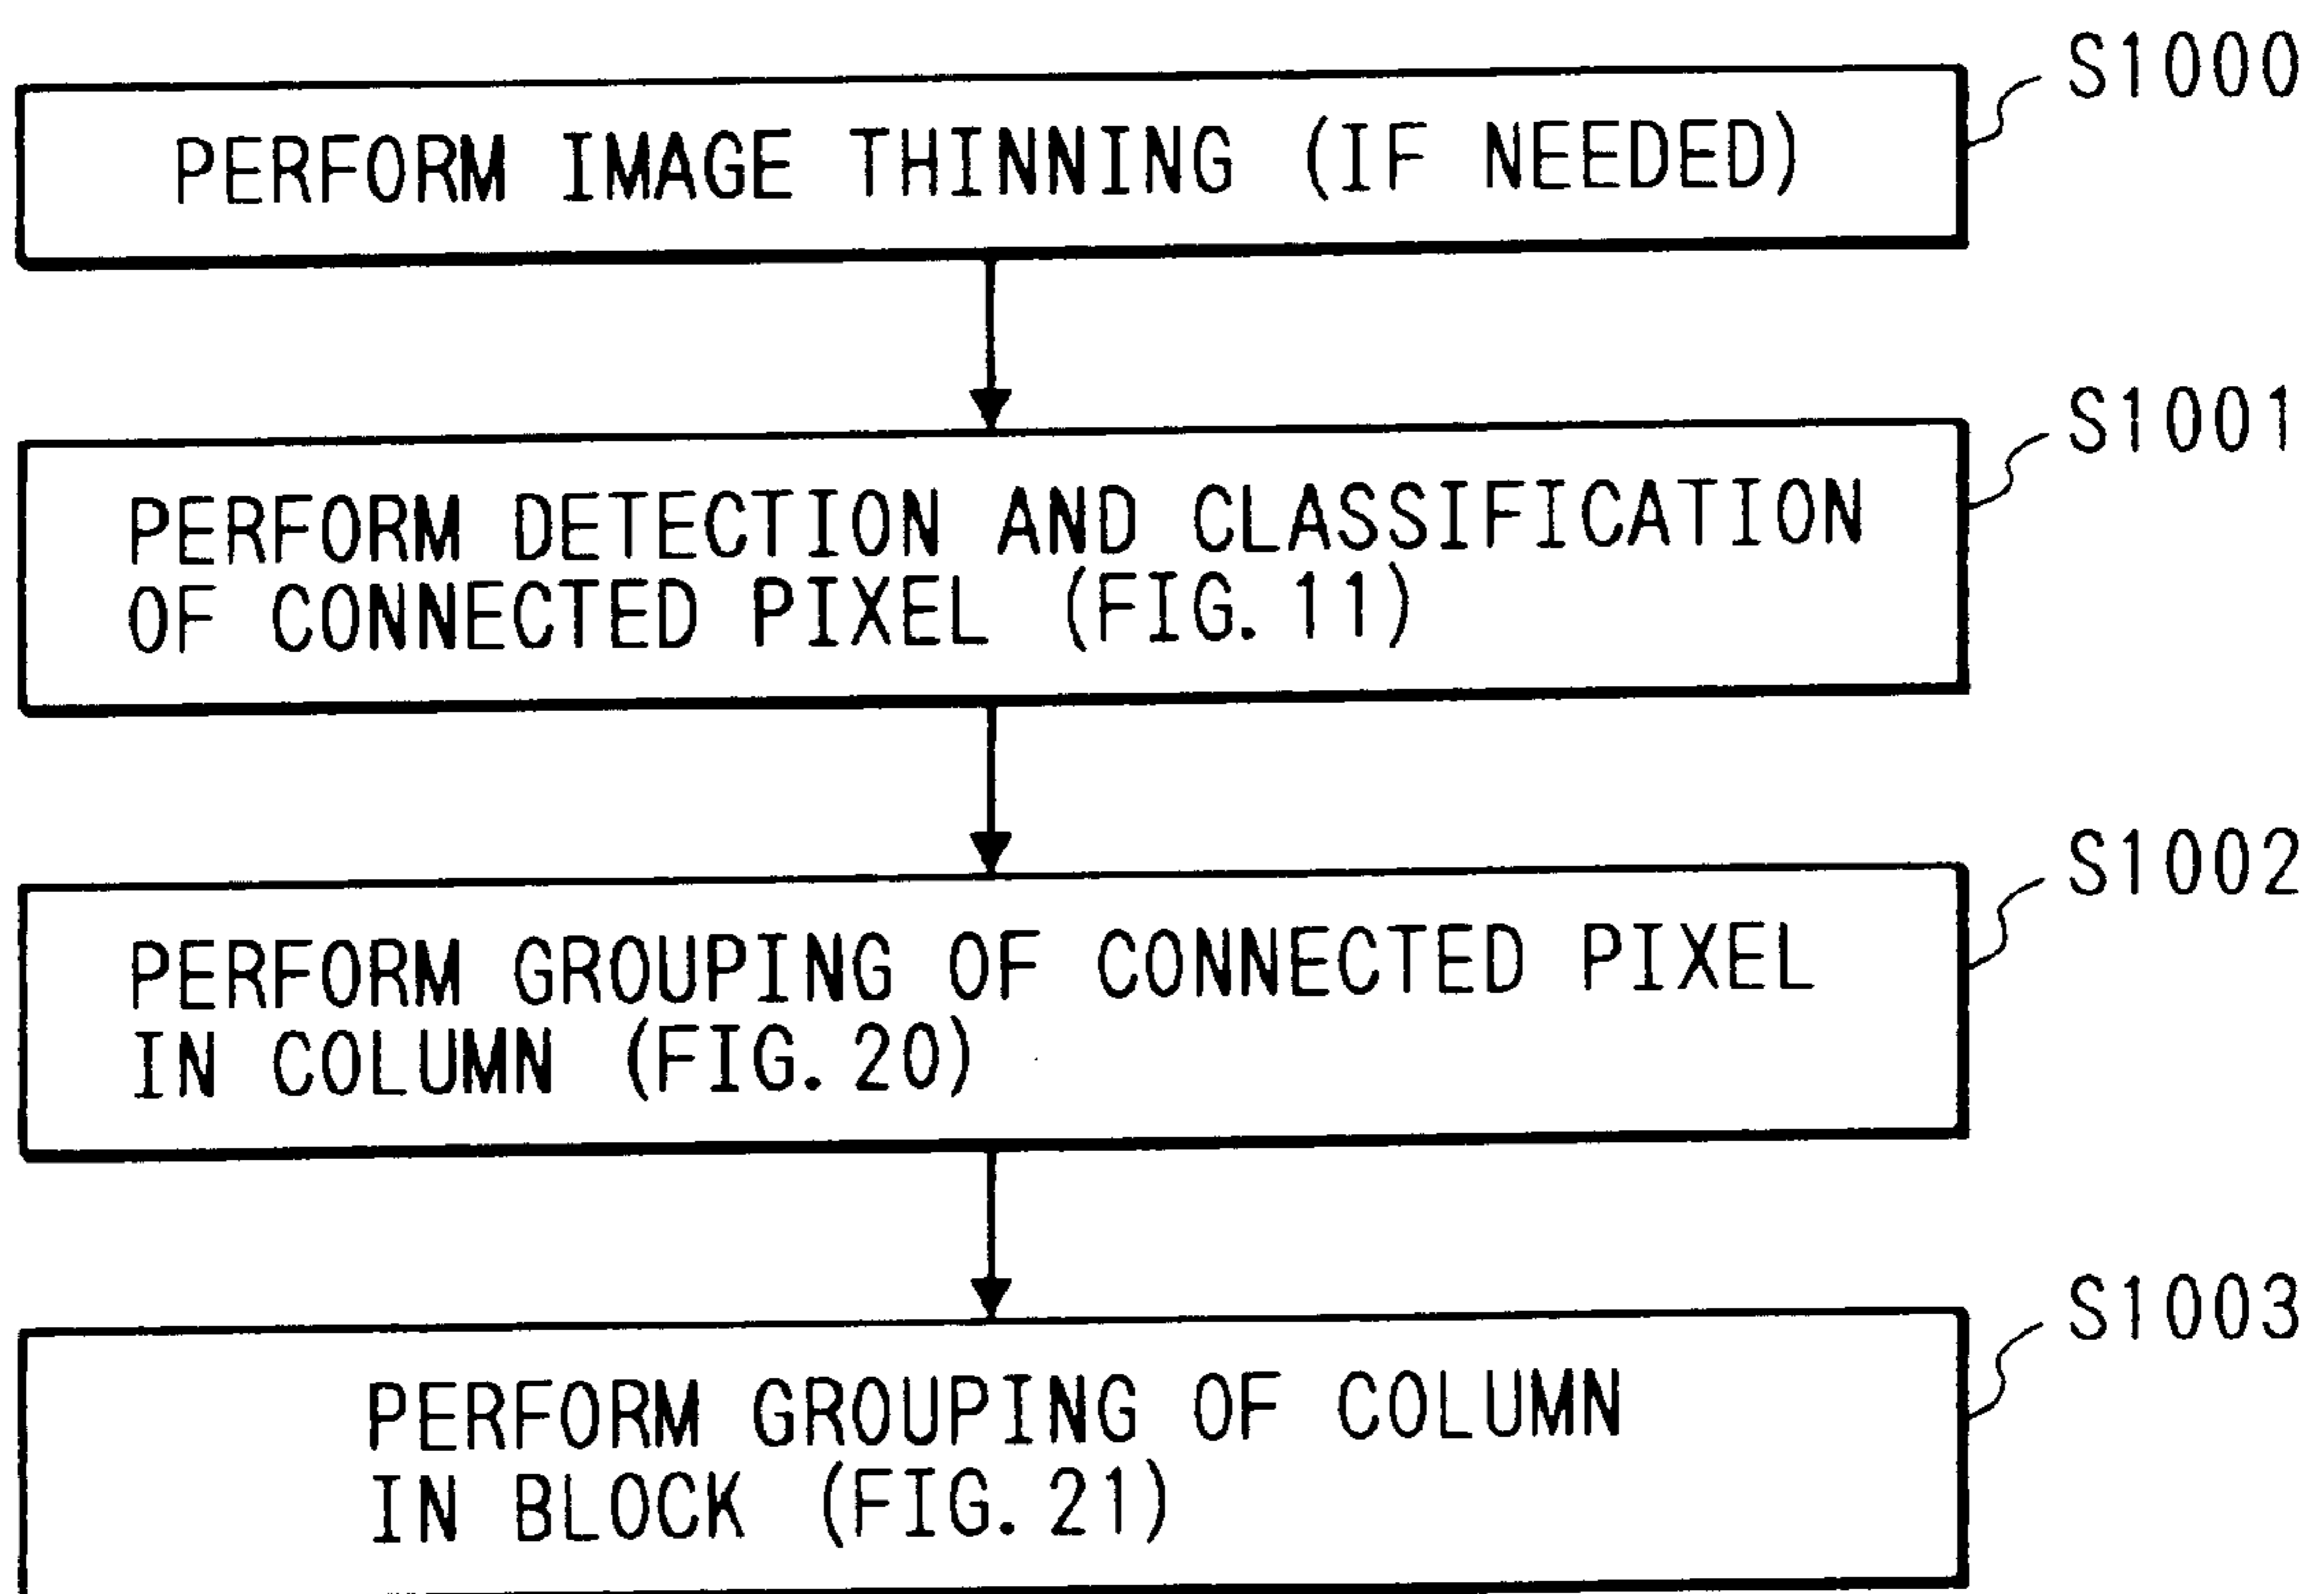 S1000
PERFORM IMAGE THINNING (IF NEEDED)
S1001
PERFORM DETECTION AND CLASSIFICATION
OF CONNECTED PIXEL (FIG. 11)
S1002
PERFORM GROUPING OF CONNECTED PIXEL
IN COLUMN (FIG. 20)
S1003
PERFORM GROUPING OF COLUMN
IN BLOCK (FIG. 21)